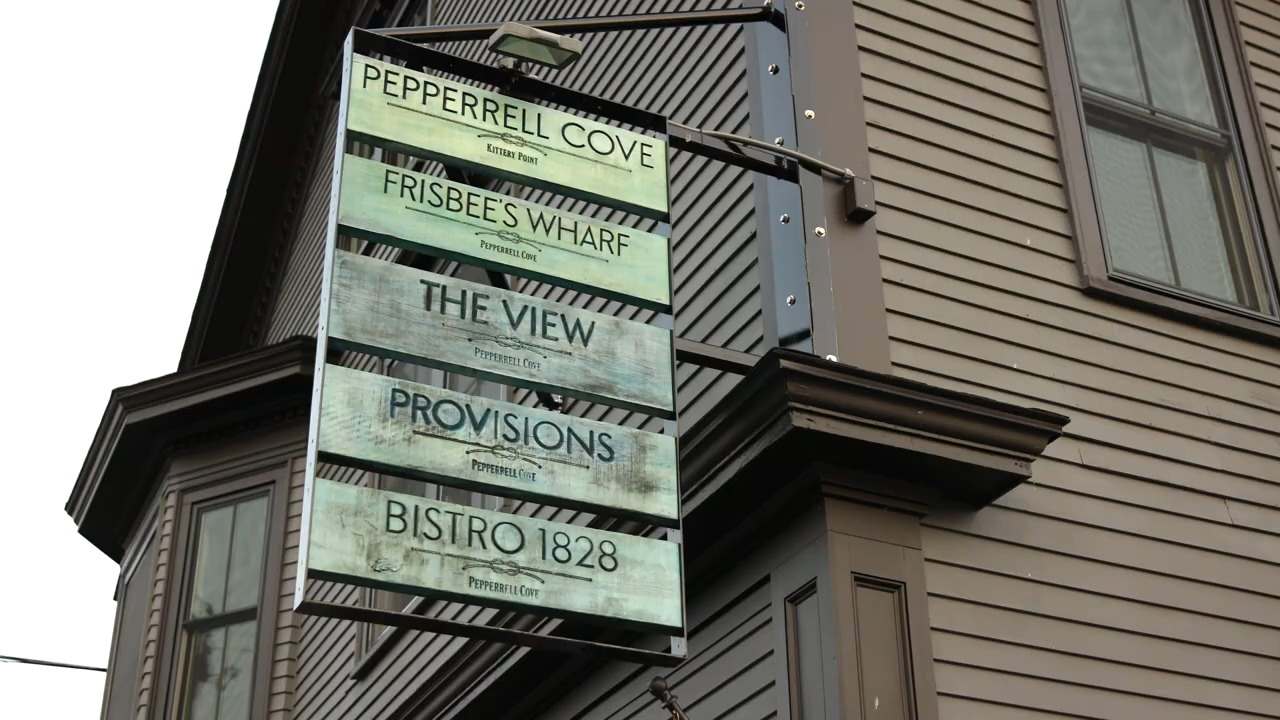 PEPPERRELL COVE
KITTERY POINT
FRISBEE'S WHARF
PEPPERRELL COVE
THE VIEW
PEPPERRELL COVE
PROVISIONS
PEPPERRELL COVE
BISTRO 1828
PEPPERRELL COVE